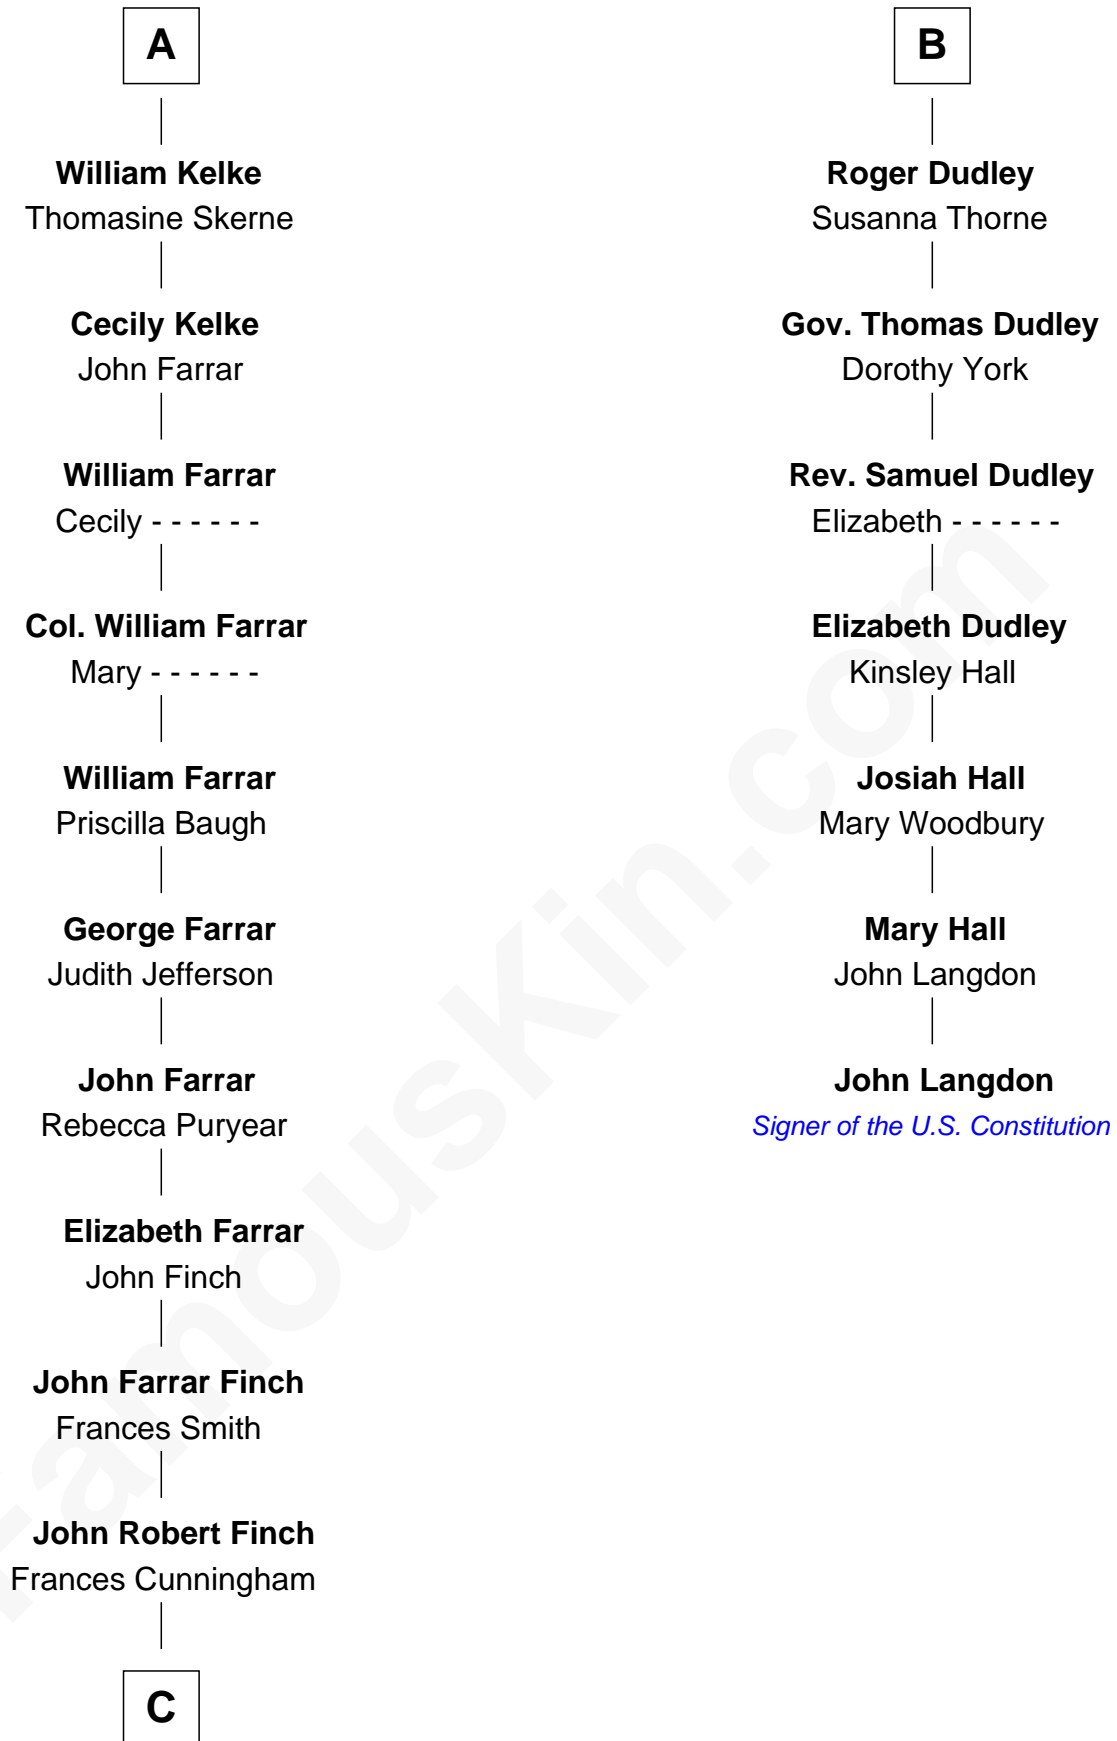 A
William Kelke
Thomasine Skerne
Cecily Kelke
John Farrar
William Farrar
Cecily - - - - - -
Col. William Farrar
Mary - - - - - -
William Farrar
Priscilla Baugh
George Farrar
Judith Jefferson
John Farrar
Rebecca Puryear
Elizabeth Farrar
John Finch
John Farrar Finch
Frances Smith
John Robert Finch
Frances Cunningham
C
B
Roger Dudley
Susanna Thorne
Gov. Thomas Dudley
Dorothy York
Rev. Samuel Dudley
Elizabeth - - - - - -
Elizabeth Dudley
Kinsley Hall
Josiah Hall
Mary Woodbury
Mary Hall
John Langdon
John Langdon
Signer of the U.S. Constitution
FamousKin.com